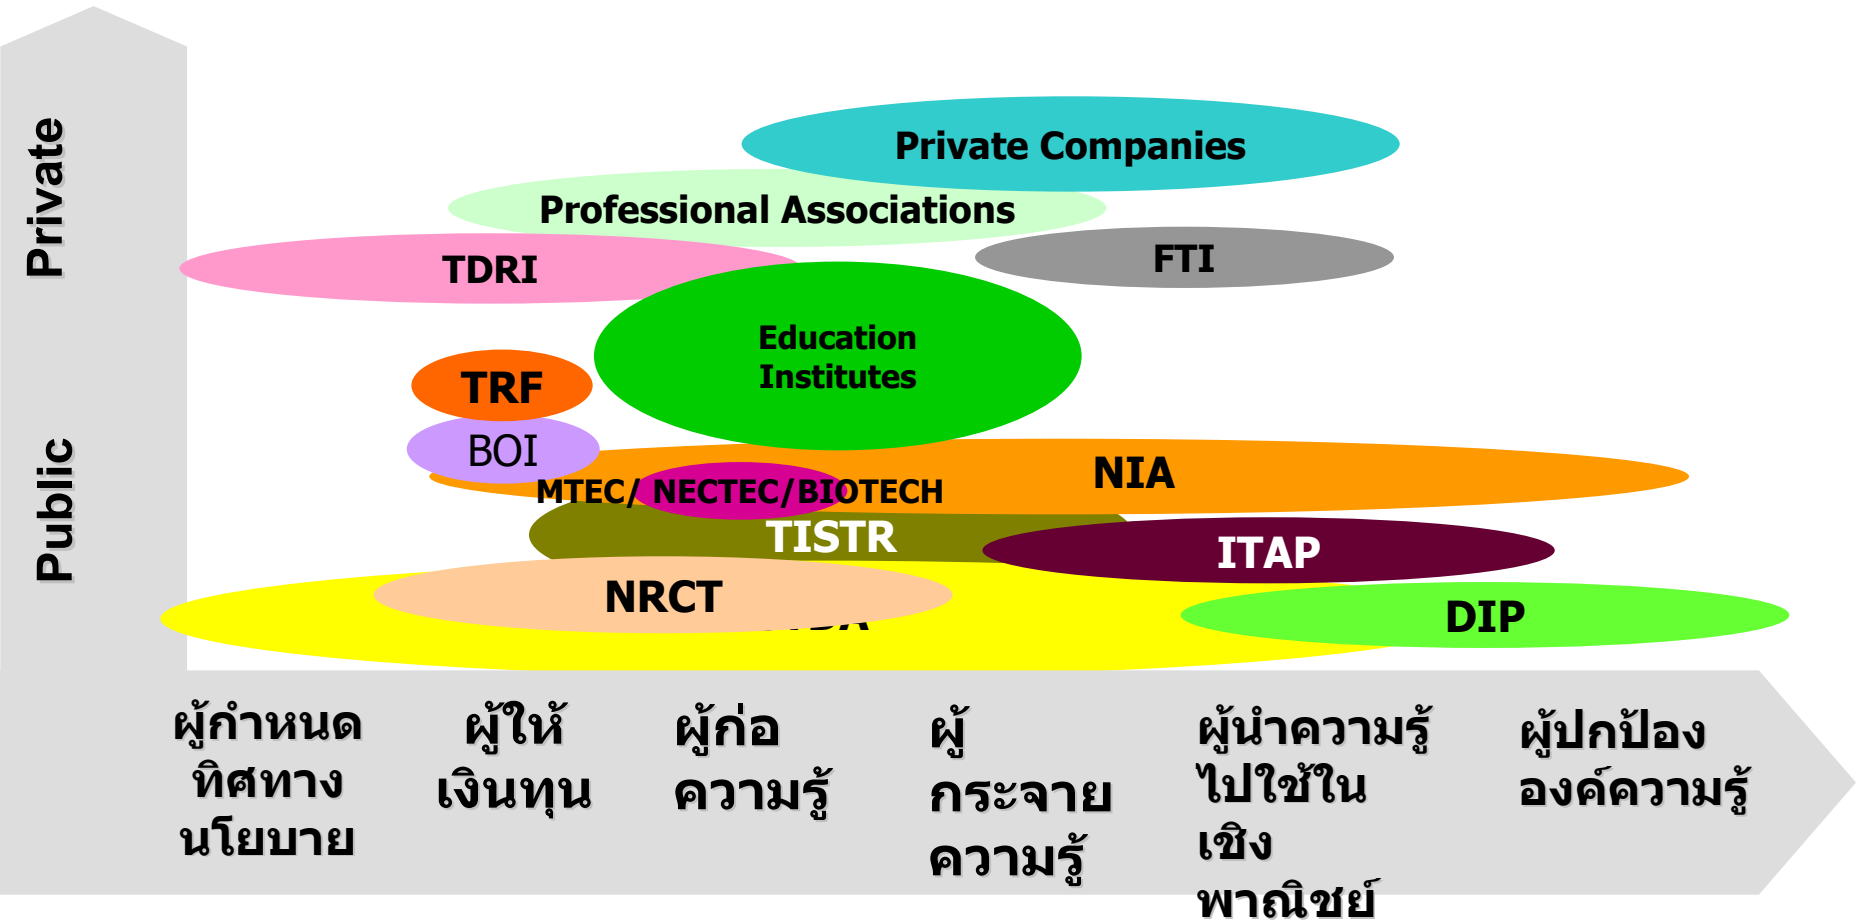 Private
Public
Private Companies
Professional Associations
FTI
TDRI
Education
Institutes
TRF
BOI
NIA
MTEC/ NECTEC/BIOTECH
TISTR
ITAP
NRCT
DIP
ผู้กำหนด
ทิศทาง
นโยบาย
ผู้ให้
เงินทุน
ผู้ก่อ
ความรู้
ผู้
กระจาย
ความรู้
ผู้นำความรู้
ไปใช้ใน
เชิง
พาณิชย์
ผู้ปกป้อง
องค์ความรู้